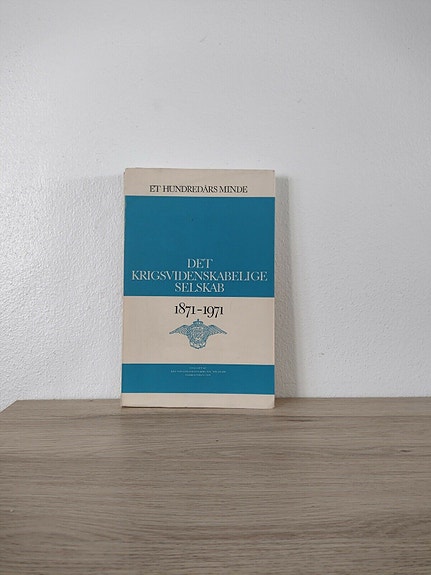 ET HUNDREDÅRS MINDE
DET
KRIGSVIDENSKABELIGE
SELSKAB
1871-1971